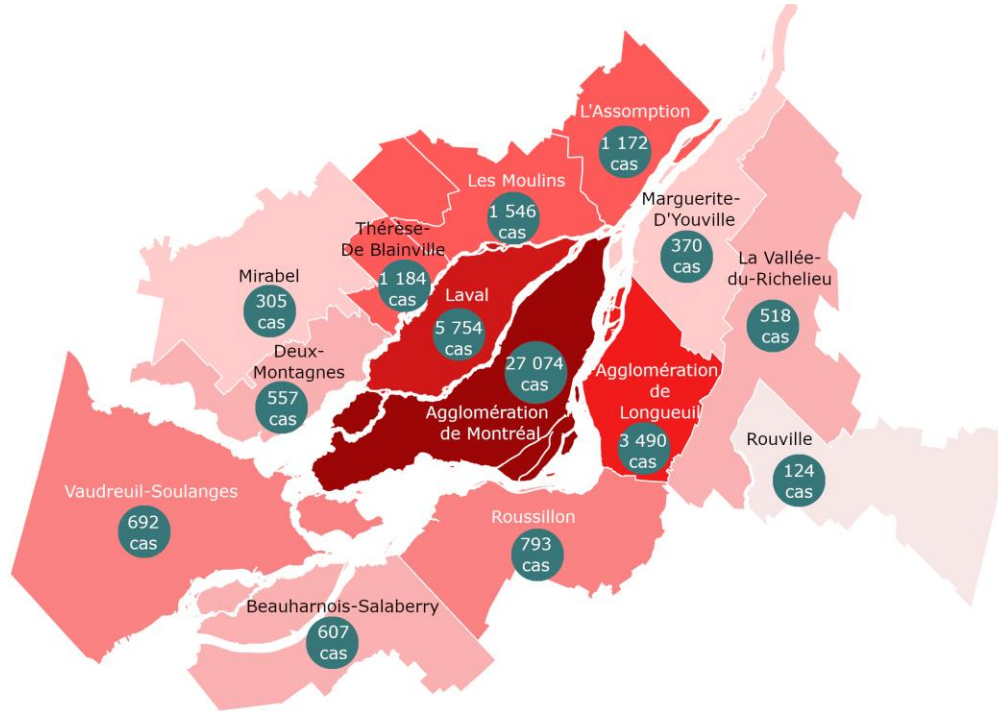 L'Assomption
1 172
cas
Les Moulins
1 546
cas
Marguerite-
D'Youville
370
cas
Thérèse-
De Blainville
1 184
cas
La Vallée-
du-Richelieu
518
cas
Mirabel
305
cas
Laval
5 754
cas
Deux-
Montagnes
557
cas
27 074
cas
Agglomération
de Montréal
Agglomération
de
Longueuil
3 490
cas
Rouville
124
cas
Vaudreuil-Soulanges
692
cas
Roussillon
793
cas
Beauharnois-Salaberry
607
cas